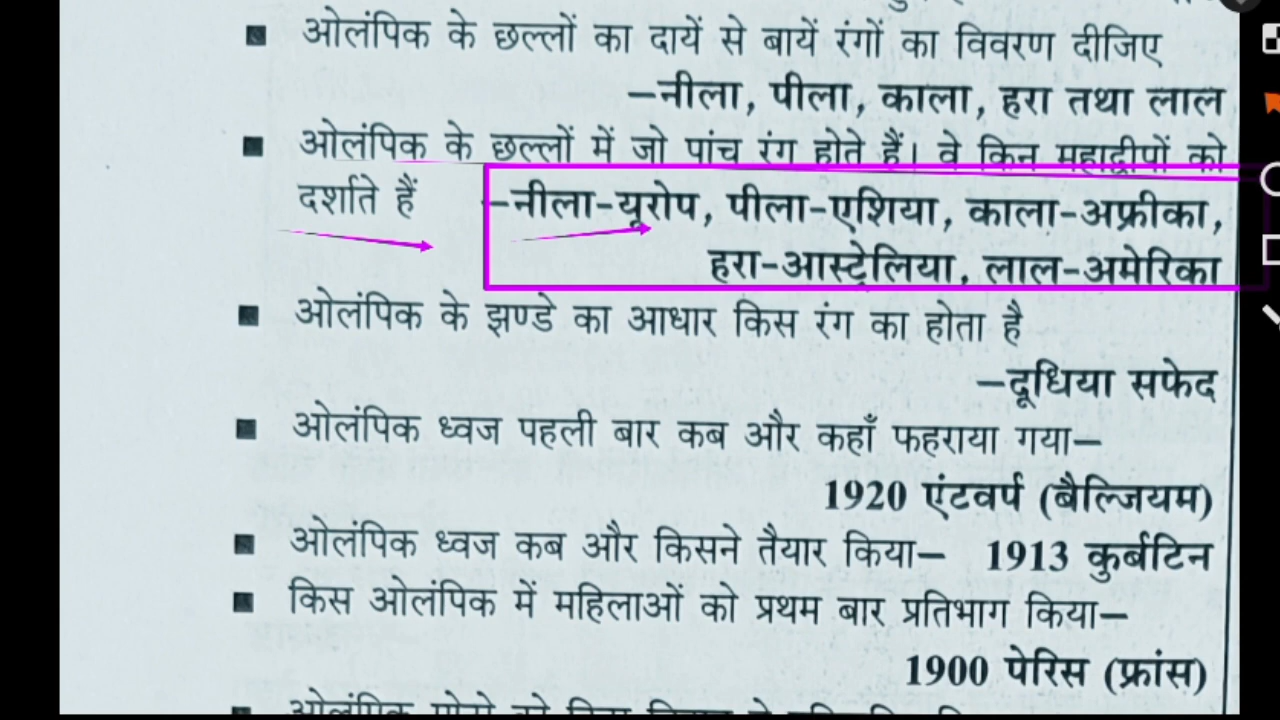 ओलंपिक के छल्लों का दायें से बायें रंगों का विवरण दीजिए
–नीला, पीला, काला, हरा तथा लाल
ओलंपिक के छल्लों में जो पांच रंग होते हैं। वे किन महाद्वीपों को
दर्शाते हैं –नीला-यूरोप, पीला-एशिया, काला-अफ्रीका,
हरा-आस्ट्रेलिया, लाल-अमेरिका
ओलंपिक के झण्डे का आधार किस रंग का होता है
–दूधिया सफेद
ओलंपिक ध्वज पहली बार कब और कहाँ फहराया गया–
1920 एंटवर्प (बैल्जियम)
ओलंपिक ध्वज कब और किसने तैयार किया– 1913 कुर्बटिन
किस ओलंपिक में महिलाओं को प्रथम बार प्रतिभाग किया–
1900 पेरिस (फ्रांस)